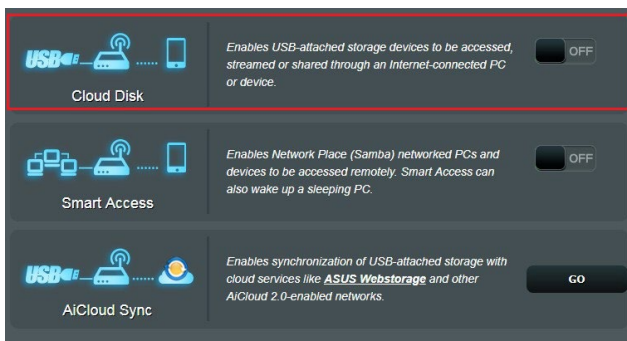 USB
Cloud Disk
Enables USB-attached storage devices to be accessed,
streamed or shared through an Internet-connected PC
or device.
OFF
Smart Access
Enables Network Place (Samba) networked PCs and
devices to be accessed remotely. Smart Access can
also wake up a sleeping PC.
OFF
USB
AiCloud Sync
Enables synchronization of USB-attached storage with
cloud services like ASUS Webstorage and other
AiCloud 2.0-enabled networks.
GO